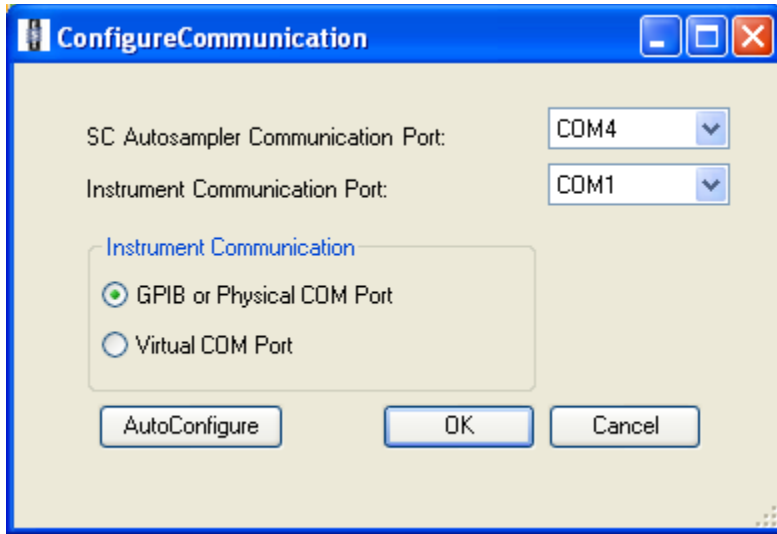 ConfigureCommunication
SC Autosampler Communication Port:
COM4
Instrument Communication Port:
COM1
Instrument Communication
GPIB or Physical COM Port
Virtual COM Port
AutoConfigure
OK
Cancel